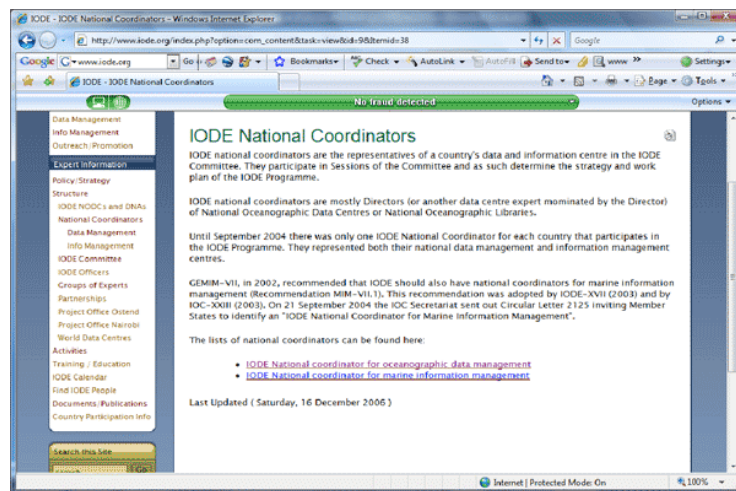 IODE - IODE National Coordinators - Windows Internet Explorer
http://www.iode.org/index.php?option=com_content&task=view&id=98&Itemid=38
Google
Google G www.iode.org Go Bookmarks Check AutoLink AutoFill Send to www Settings
IODE - IODE National Coordinators Page Tools
No fraud detected Options
Data Management
Info Management
Outreach/Promotion
Expert Information
Policy/Strategy
Structure
IODE NODCs and DNAs
National Coordinators
Data Management
Info Management
IODE Committee
IODE Officers
Groups of Experts
Partnerships
Project Office Ostend
Project Office Nairobi
World Data Centres
Activities
Training / Education
IODE Calendar
Find IODE People
Documents/Publications
Country Participation Info
Search this Site
search Go
IODE National Coordinators
IODE national coordinators are the representatives of a country's data and information centre in the IODE
Committee. They participate in Sessions of the Committee and as such determine the strategy and work
plan of the IODE Programme.
IODE national coordinators are mostly Directors (or another data centre expert mominated by the Director)
of National Oceanographic Data Centres or National Oceanographic Libraries.
Until September 2004 there was only one IODE National Coordinator for each country that participates in
the IODE Programme. They represented both their national data management and information management
centres.
GEMIM-VII, in 2002, recommended that IODE should also have national coordinators for marine information
management (Recommendation MIM-VII.1). This recommendation was adopted by IODE-XVII (2003) and by
IOC-XXIII (2003). On 21 September 2004 the IOC Secretariat sent out Circular Letter 2125 inviting Member
States to identify an "IODE National Coordinator for Marine Information Management".
The lists of national coordinators can be found here:
• IODE National coordinator for oceanographic data management
• IODE National coordinator for marine information management
Last Updated ( Saturday, 16 December 2006 )
Internet | Protected Mode: On 100%